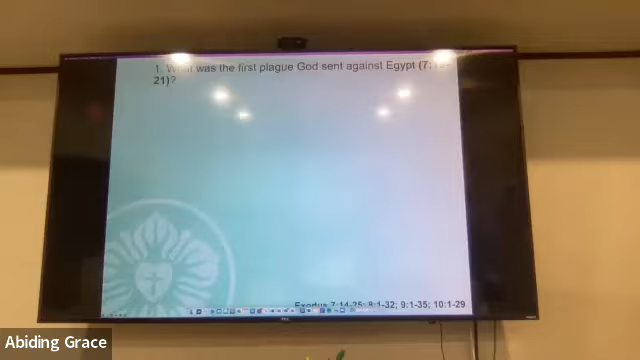 1. What was the first plague God sent against Egypt (7:
21)?
Exodus 7:14-25; 8:1-32; 9:1-35; 10:1-29
Abiding Grace